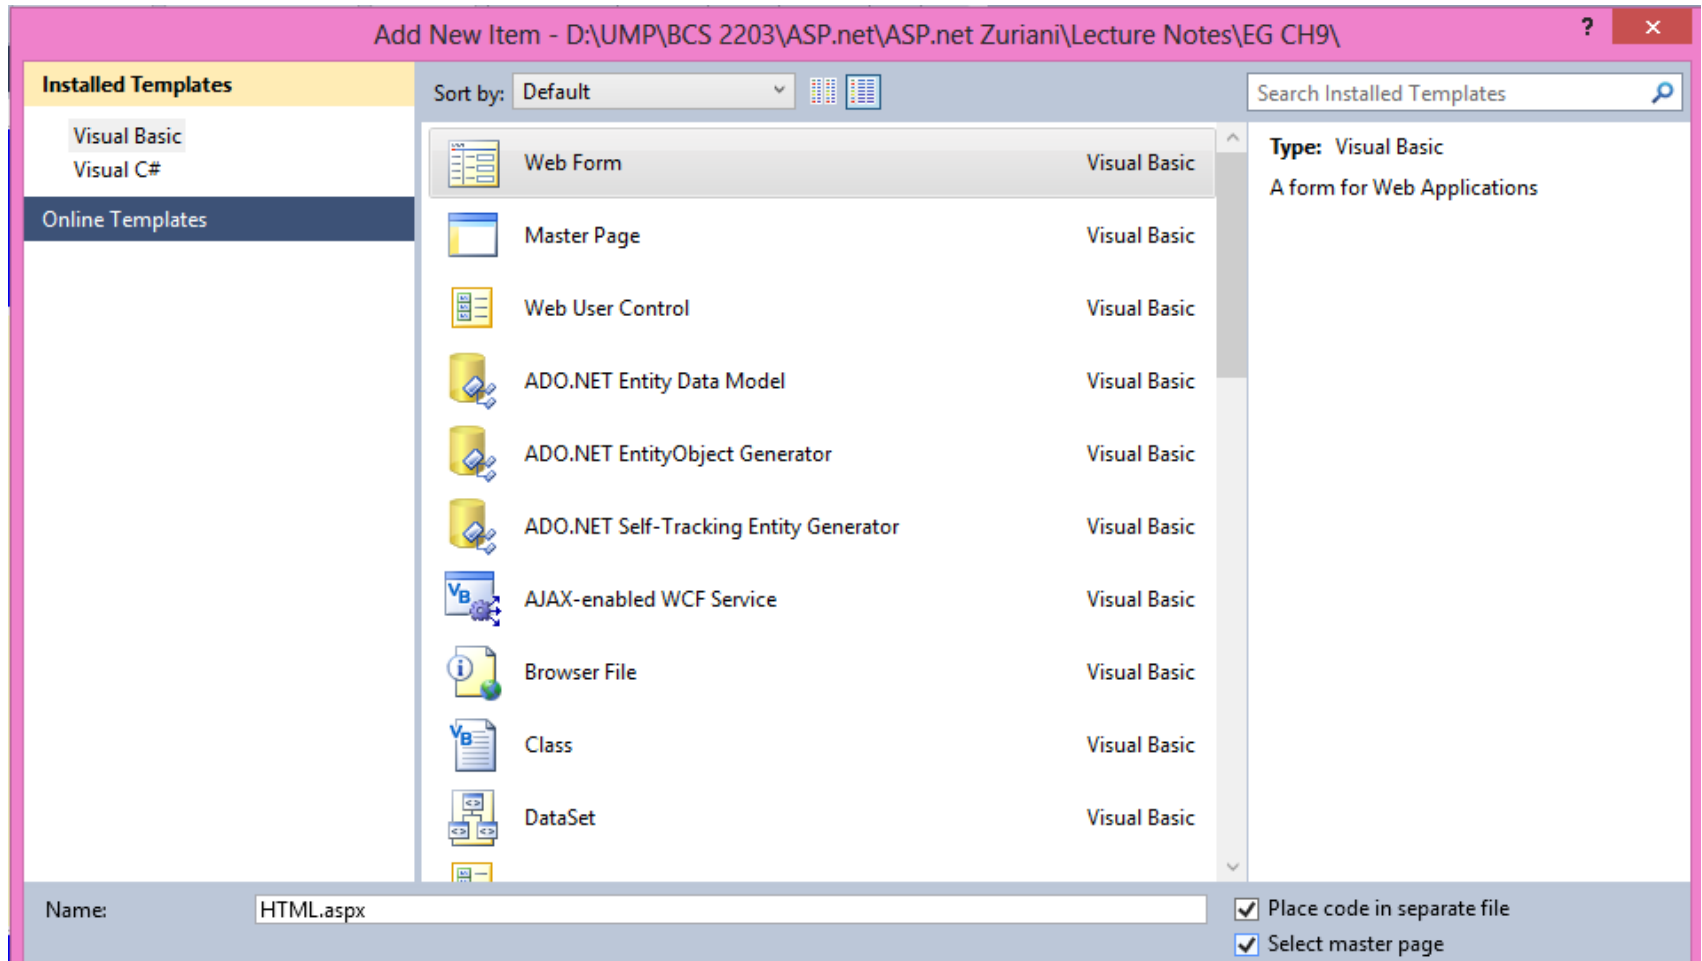 Add New Item - D:\UMP\BCS 2203\ASP.net\ASP.net Zuriani\Lecture Notes\EG CH9\ ?
Installed Templates
Visual Basic
Visual C#
Online Templates
Sort by: Default
Search Installed Templates
Web Form Visual Basic
Master Page Visual Basic
Web User Control Visual Basic
ADO.NET Entity Data Model Visual Basic
ADO.NET EntityObject Generator Visual Basic
ADO.NET Self-Tracking Entity Generator Visual Basic
AJAX-enabled WCF Service Visual Basic
Browser File Visual Basic
Class Visual Basic
DataSet Visual Basic
Type: Visual Basic
A form for Web Applications
Name: HTML.aspx
Place code in separate file
Select master page